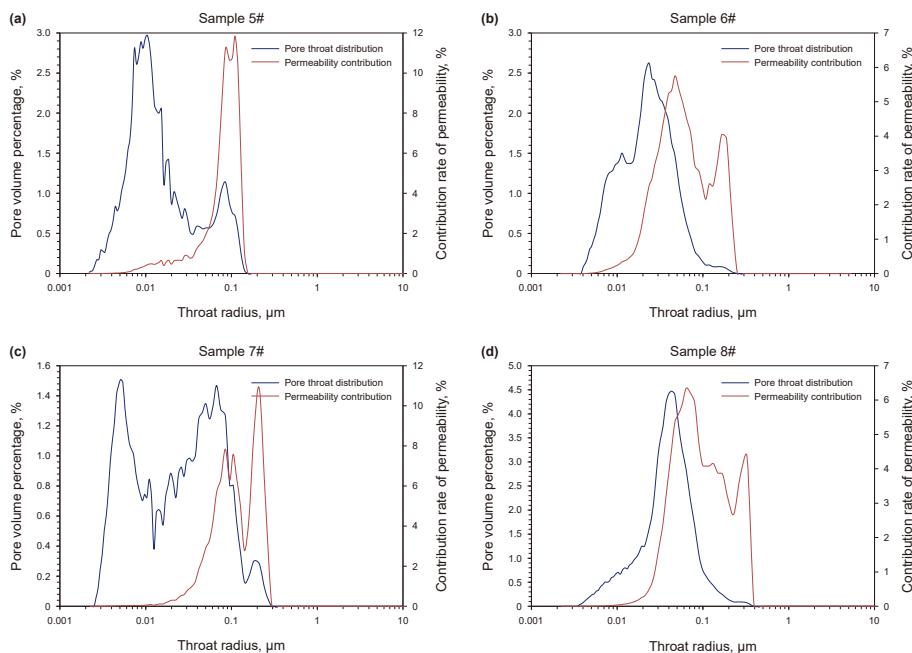 (a)
Sample 5#
Pore throat distribution
Permeability contribution
Pore volume percentage, %
3.0
2.5
2.0
1.5
1.0
0.5
0
12
10
8
6
4
2
0
Contribution rate of permeability, %
0.001 0.01 0.1 1 10
Throat radius, µm
(b)
Sample 6#
Pore throat distribution
Permeability contribution
Pore volume percentage, %
3.0
2.5
2.0
1.5
1.0
0.5
0
7
6
5
4
3
2
1
0
Contribution rate of permeability, %
0.001 0.01 0.1 1 10
Throat radius, µm
(c)
Sample 7#
Pore throat distribution
Permeability contribution
Pore volume percentage, %
1.6
1.4
1.2
1.0
0.8
0.6
0.4
0.2
0
12
10
8
6
4
2
0
Contribution rate of permeability, %
0.001 0.01 0.1 1 10
Throat radius, µm
(d)
Sample 8#
Pore throat distribution
Permeability contribution
Pore volume percentage, %
5.0
4.5
4.0
3.5
3.0
2.5
2.0
1.5
1.0
0.5
0
7
6
5
4
3
2
1
0
Contribution rate of permeability, %
0.001 0.01 0.1 1 10
Throat radius, µm